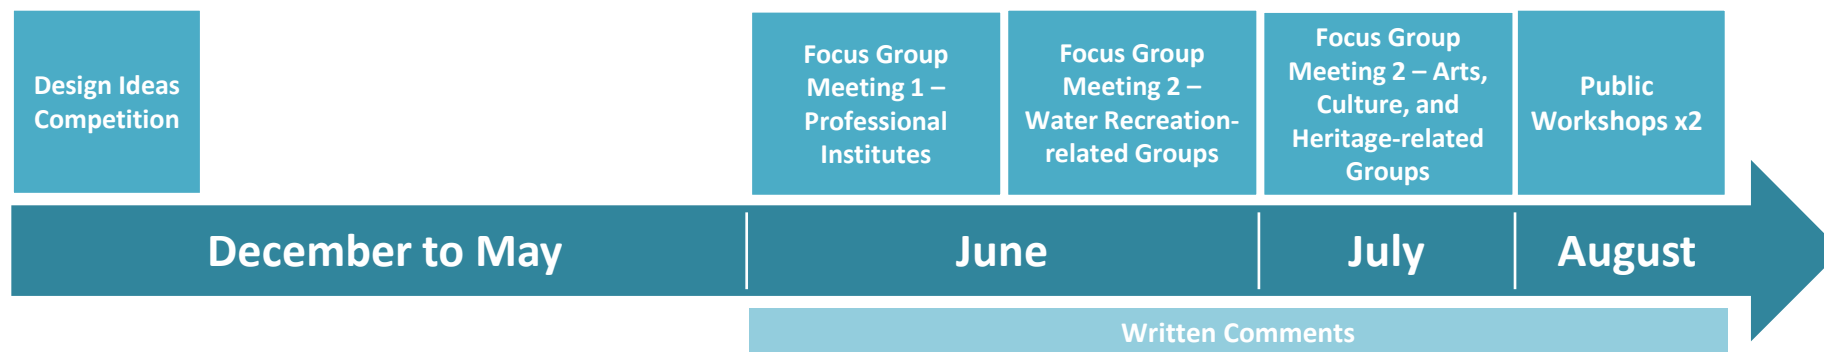 Design Ideas
Competition
Focus Group
Meeting 1 –
Professional
Institutes
Focus Group
Meeting 2 –
Water Recreation-
related Groups
Focus Group
Meeting 2 – Arts,
Culture, and
Heritage-related
Groups
Public
Workshops x2
December to May
June
July
August
Written Comments